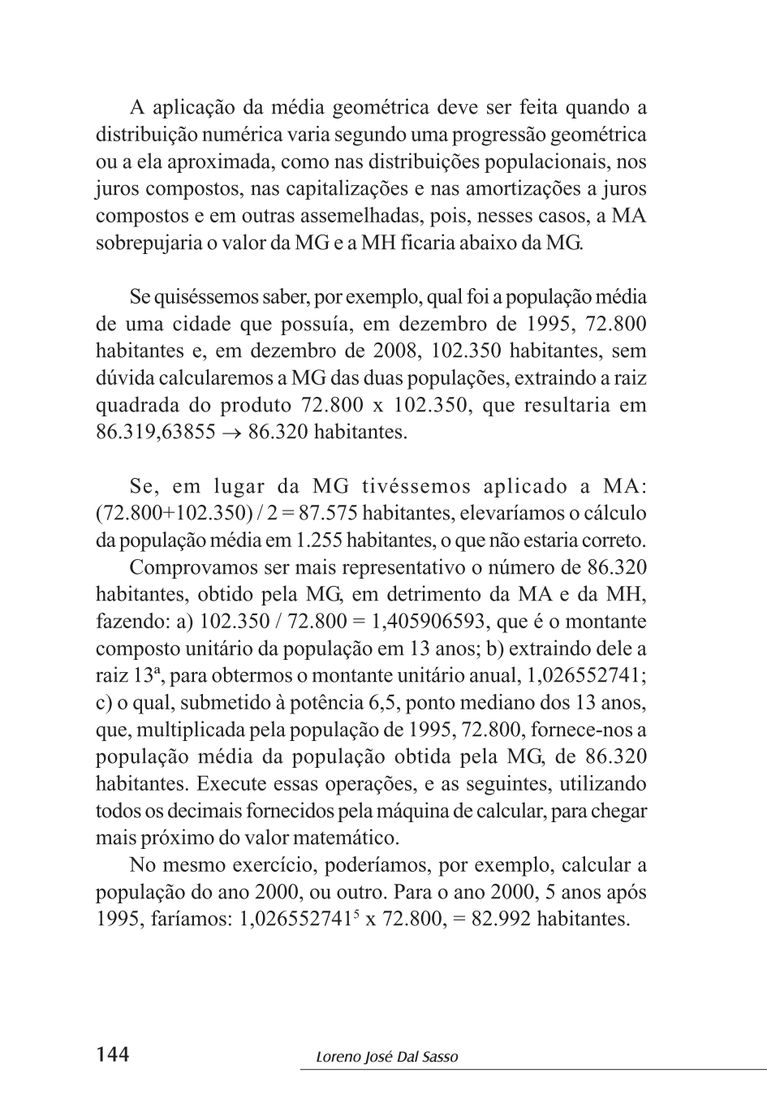 A aplicação da média geométrica deve ser feita quando a
distribuição numérica varia segundo uma progressão geométrica
ou a ela aproximada, como nas distribuições populacionais, nos
juros compostos, nas capitalizações e nas amortizações a juros
compostos e em outras assemelhadas, pois, nesses casos, a MA
sobrepujaria o valor da MG e a MH ficaria abaixo da MG.
Se quiséssemos saber, por exemplo, qual foi a população média
de uma cidade que possuía, em dezembro de 1995, 72.800
habitantes e, em dezembro de 2008, 102.350 habitantes, sem
dúvida calcularemos a MG das duas populações, extraindo a raiz
quadrada do produto 72.800 x 102.350, que resultaria em
86.319,63855 → 86.320 habitantes.
Se, em lugar da MG tivéssemos aplicado a MA:
(72.800+102.350) / 2 = 87.575 habitantes, elevaríamos o cálculo
da população média em 1.255 habitantes, o que não estaria correto.
Comprovamos ser mais representativo o número de 86.320
habitantes, obtido pela MG, em detrimento da MA e da MH,
fazendo: a) 102.350 / 72.800 = 1,405906593, que é o montante
composto unitário da população em 13 anos; b) extraindo dele a
raiz 13ª, para obtermos o montante unitário anual, 1,026552741;
c) o qual, submetido à potência 6,5, ponto mediano dos 13 anos,
que, multiplicada pela população de 1995, 72.800, fornece-nos a
população média da população obtida pela MG, de 86.320
habitantes. Execute essas operações, e as seguintes, utilizando
todos os decimais fornecidos pela máquina de calcular, para chegar
mais próximo do valor matemático.
No mesmo exercício, poderíamos, por exemplo, calcular a
população do ano 2000, ou outro. Para o ano 2000, 5 anos após
1995, faríamos: 1,026552741⁵ x 72.800, = 82.992 habitantes.
144 Loreno José Dal Sasso